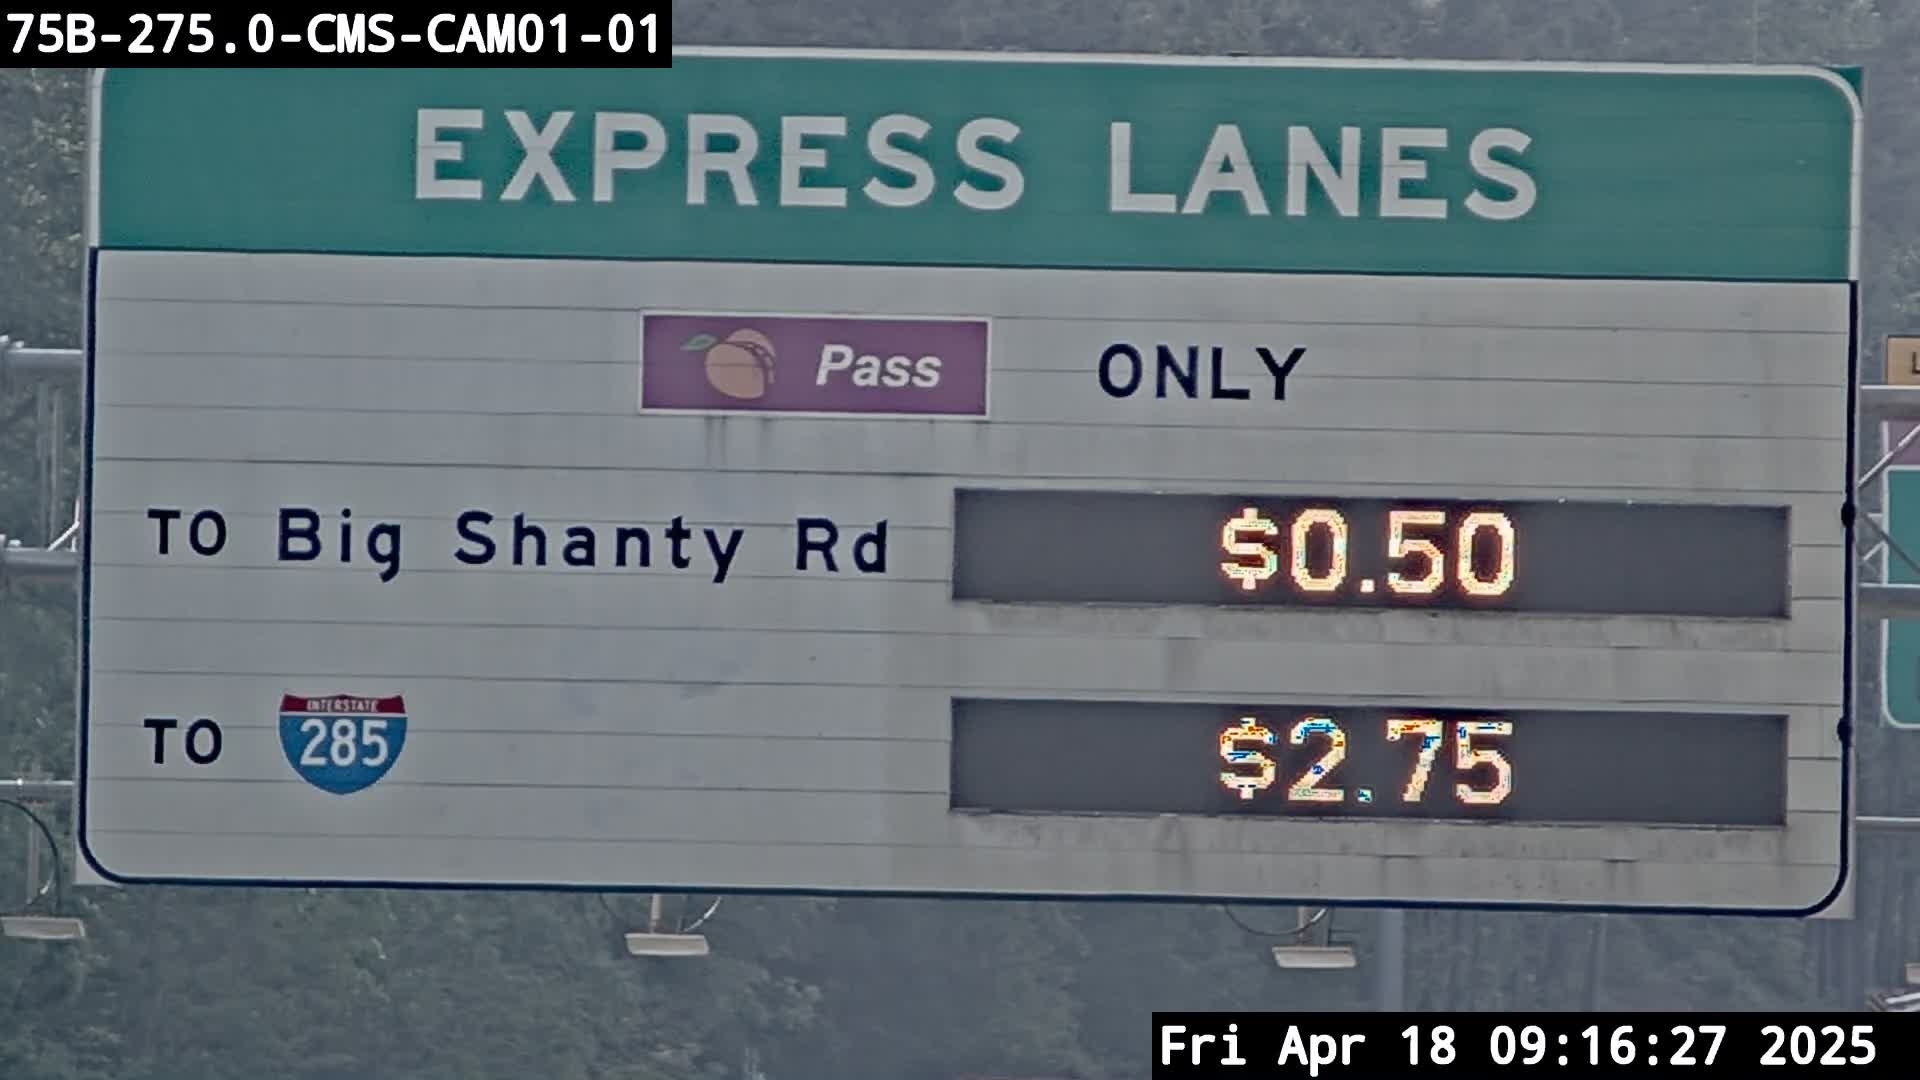 75B-275.0-CMS-CAM01-01
EXPRESS LANES
Pass ONLY
TO Big Shanty Rd $0.50
TO INTERSTATE 285 $2.75
Fri Apr 18 09:16:27 2025